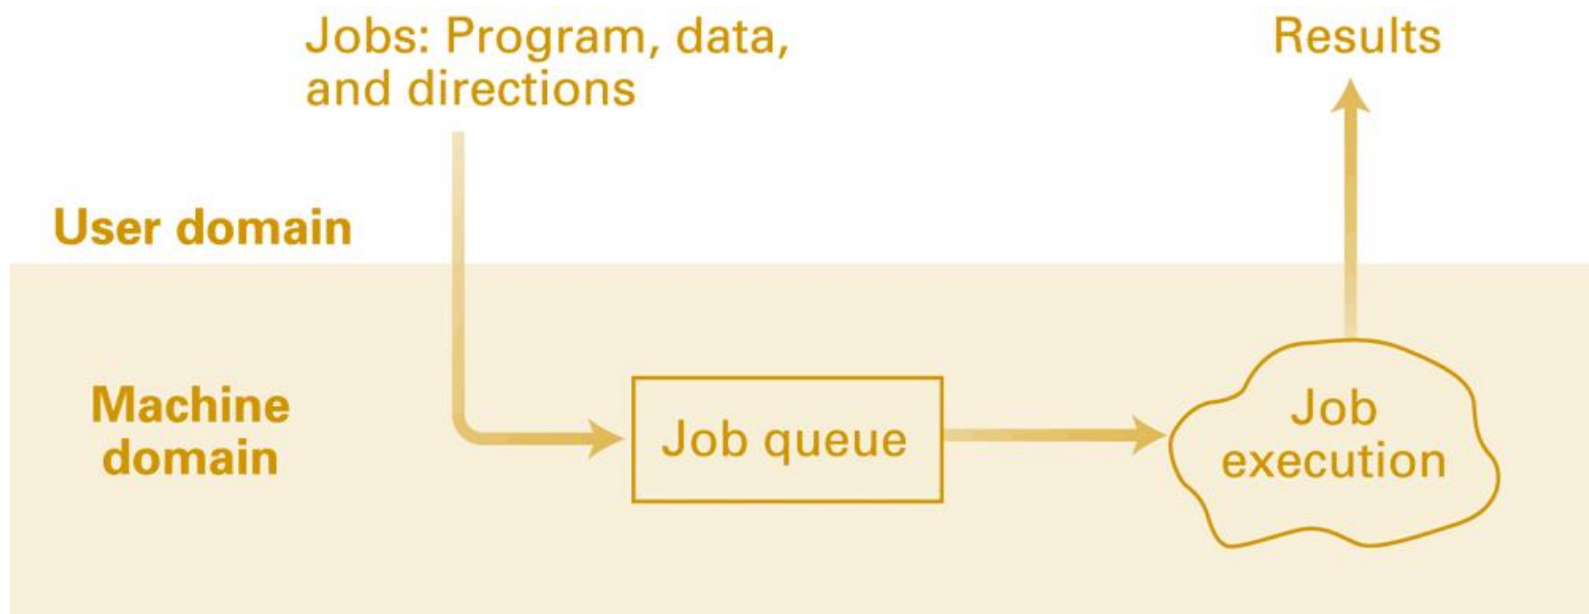 Jobs: Program, data,
and directions
Results
User domain
Machine
domain
Job queue
Job
execution